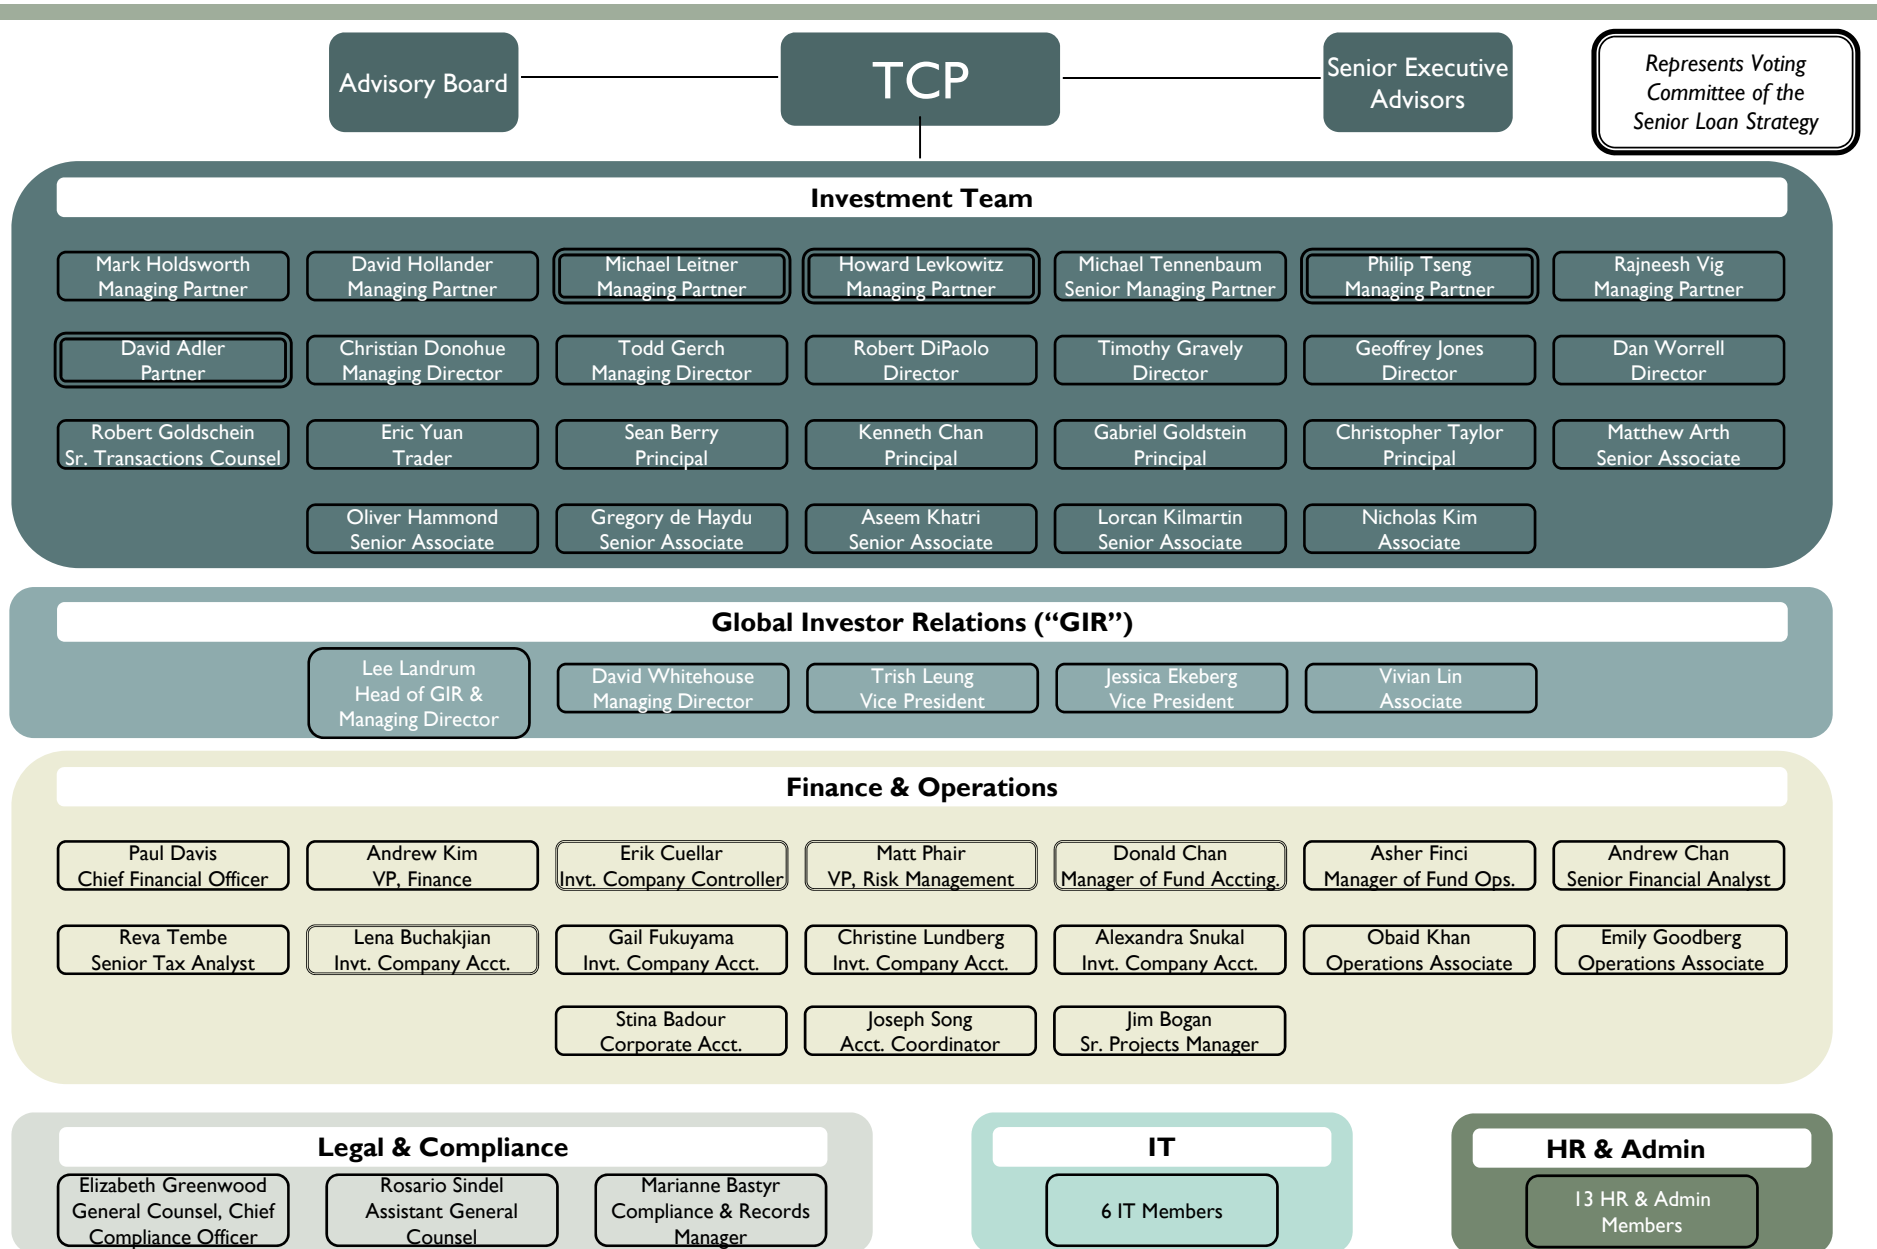 Advisory Board
TCP
Senior Executive
Advisors
Represents Voting
Committee of the
Senior Loan Strategy
Investment Team
Mark Holdsworth
Managing Partner
David Hollander
Managing Partner
Michael Leitner
Managing Partner
Howard Levkowitz
Managing Partner
Michael Tennenbaum
Senior Managing Partner
Philip Tseng
Managing Partner
Rajneesh Vig
Managing Partner
David Adler
Partner
Christian Donohue
Managing Director
Todd Gerch
Managing Director
Robert DiPaolo
Director
Timothy Gravely
Director
Geoffrey Jones
Director
Dan Worrell
Director
Robert Goldschein
Sr. Transactions Counsel
Eric Yuan
Trader
Sean Berry
Principal
Kenneth Chan
Principal
Gabriel Goldstein
Principal
Christopher Taylor
Principal
Matthew Arth
Senior Associate
Oliver Hammond
Senior Associate
Gregory de Haydu
Senior Associate
Aseem Khatri
Senior Associate
Lorcan Kilmartin
Senior Associate
Nicholas Kim
Associate
Global Investor Relations (“GIR”)
Lee Landrum
Head of GIR &
Managing Director
David Whitehouse
Managing Director
Trish Leung
Vice President
Jessica Ekeberg
Vice President
Vivian Lin
Associate
Finance & Operations
Paul Davis
Chief Financial Officer
Andrew Kim
VP, Finance
Erik Cuellar
Invt. Company Controller
Matt Phair
VP, Risk Management
Donald Chan
Manager of Fund Accting.
Asher Finci
Manager of Fund Ops.
Andrew Chan
Senior Financial Analyst
Reva Tembe
Senior Tax Analyst
Lena Buchakjian
Invt. Company Acct.
Gail Fukuyama
Invt. Company Acct.
Christine Lundberg
Invt. Company Acct.
Alexandra Snukal
Invt. Company Acct.
Obaid Khan
Operations Associate
Emily Goodberg
Operations Associate
Stina Badour
Corporate Acct.
Joseph Song
Acct. Coordinator
Jim Bogan
Sr. Projects Manager
Legal & Compliance
Elizabeth Greenwood
General Counsel, Chief
Compliance Officer
Rosario Sindel
Assistant General
Counsel
Marianne Bastyr
Compliance & Records
Manager
IT
6 IT Members
HR & Admin
13 HR & Admin
Members